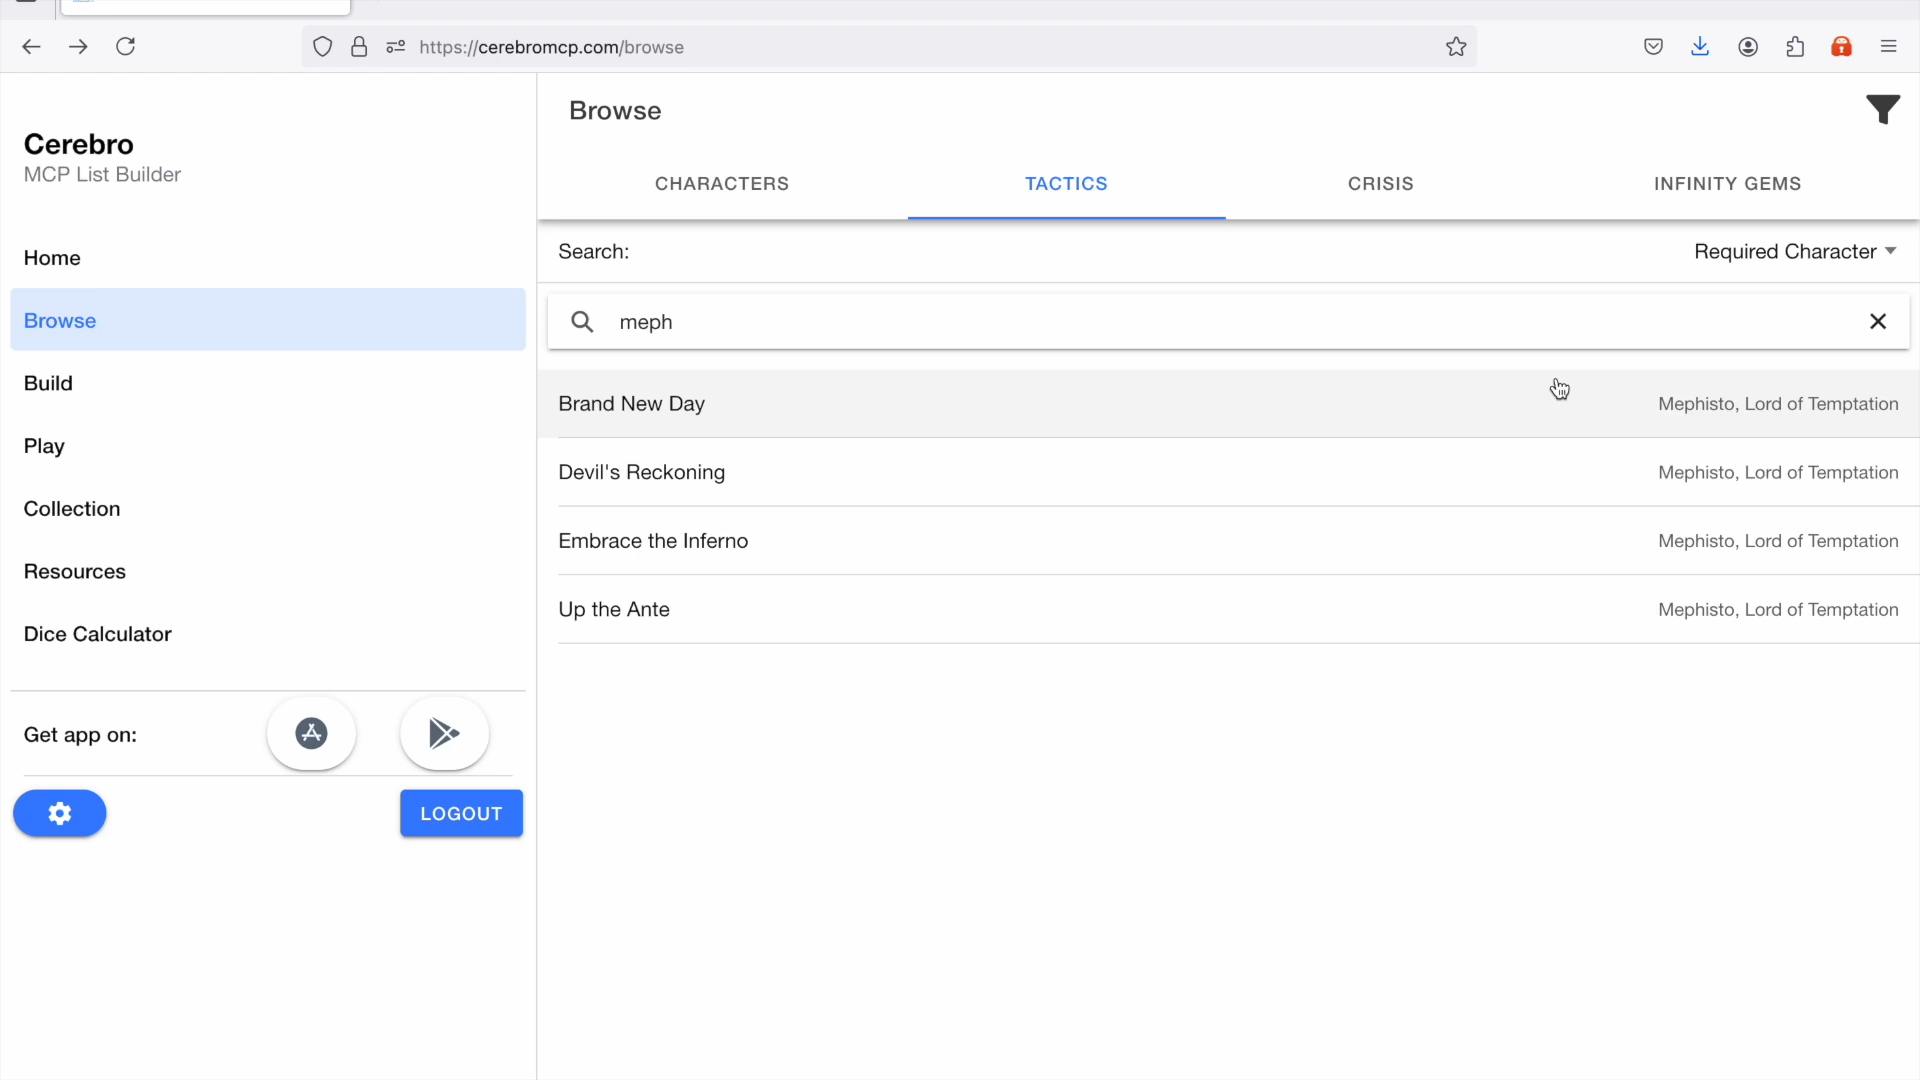 https://cerebromcp.com/browse
Cerebro
MCP List Builder
Home
Browse
Build
Play
Collection
Resources
Dice Calculator
Get app on:
LOGOUT
Browse
CHARACTERS TACTICS CRISIS INFINITY GEMS
Search: Required Character
meph
Brand New Day Mephisto, Lord of Temptation
Devil's Reckoning Mephisto, Lord of Temptation
Embrace the Inferno Mephisto, Lord of Temptation
Up the Ante Mephisto, Lord of Temptation